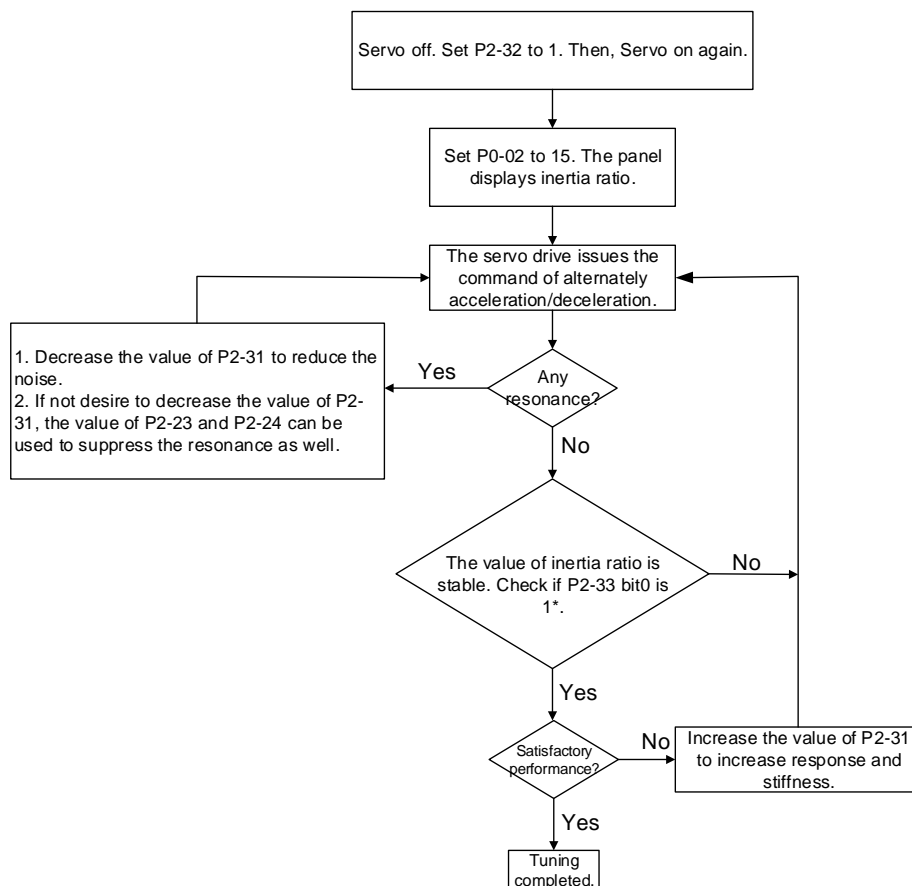 Servo off. Set P2-32 to 1. Then, Servo on again.
Set P0-02 to 15. The panel
displays inertia ratio.
The servo drive issues the
command of alternately
acceleration/deceleration.
1. Decrease the value of P2-31 to reduce the
noise.
2. If not desire to decrease the value of P2-
31, the value of P2-23 and P2-24 can be
used to suppress the resonance as well.
Yes
Any
resonance?
No
The value of inertia ratio is
stable. Check if P2-33 bit0 is
1*.
No
Yes
Satisfactory
performance?
No
Increase the value of P2-31
to increase response and
stiffness.
Yes
Tuning
completed.